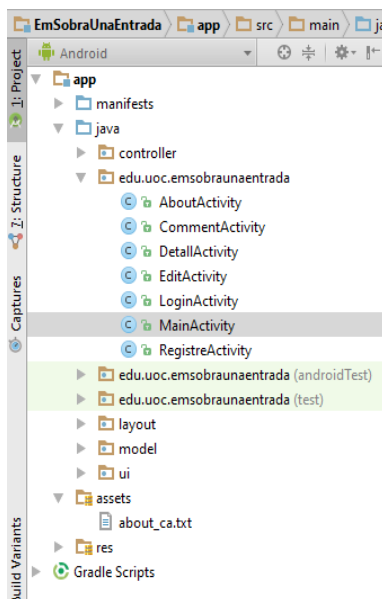 EmSobraUnaEntrada app src main ja
Android
1: Project
app
manifests
java
controller
edu.uoc.emsobraunaentrada
AboutActivity
CommentActivity
DetallActivity
EditActivity
LoginActivity
MainActivity
RegistreActivity
edu.uoc.emsobraunaentrada (androidTest)
edu.uoc.emsobraunaentrada (test)
layout
model
ui
assets
about_ca.txt
res
Gradle Scripts
7: Structure
Captures
Build Variants